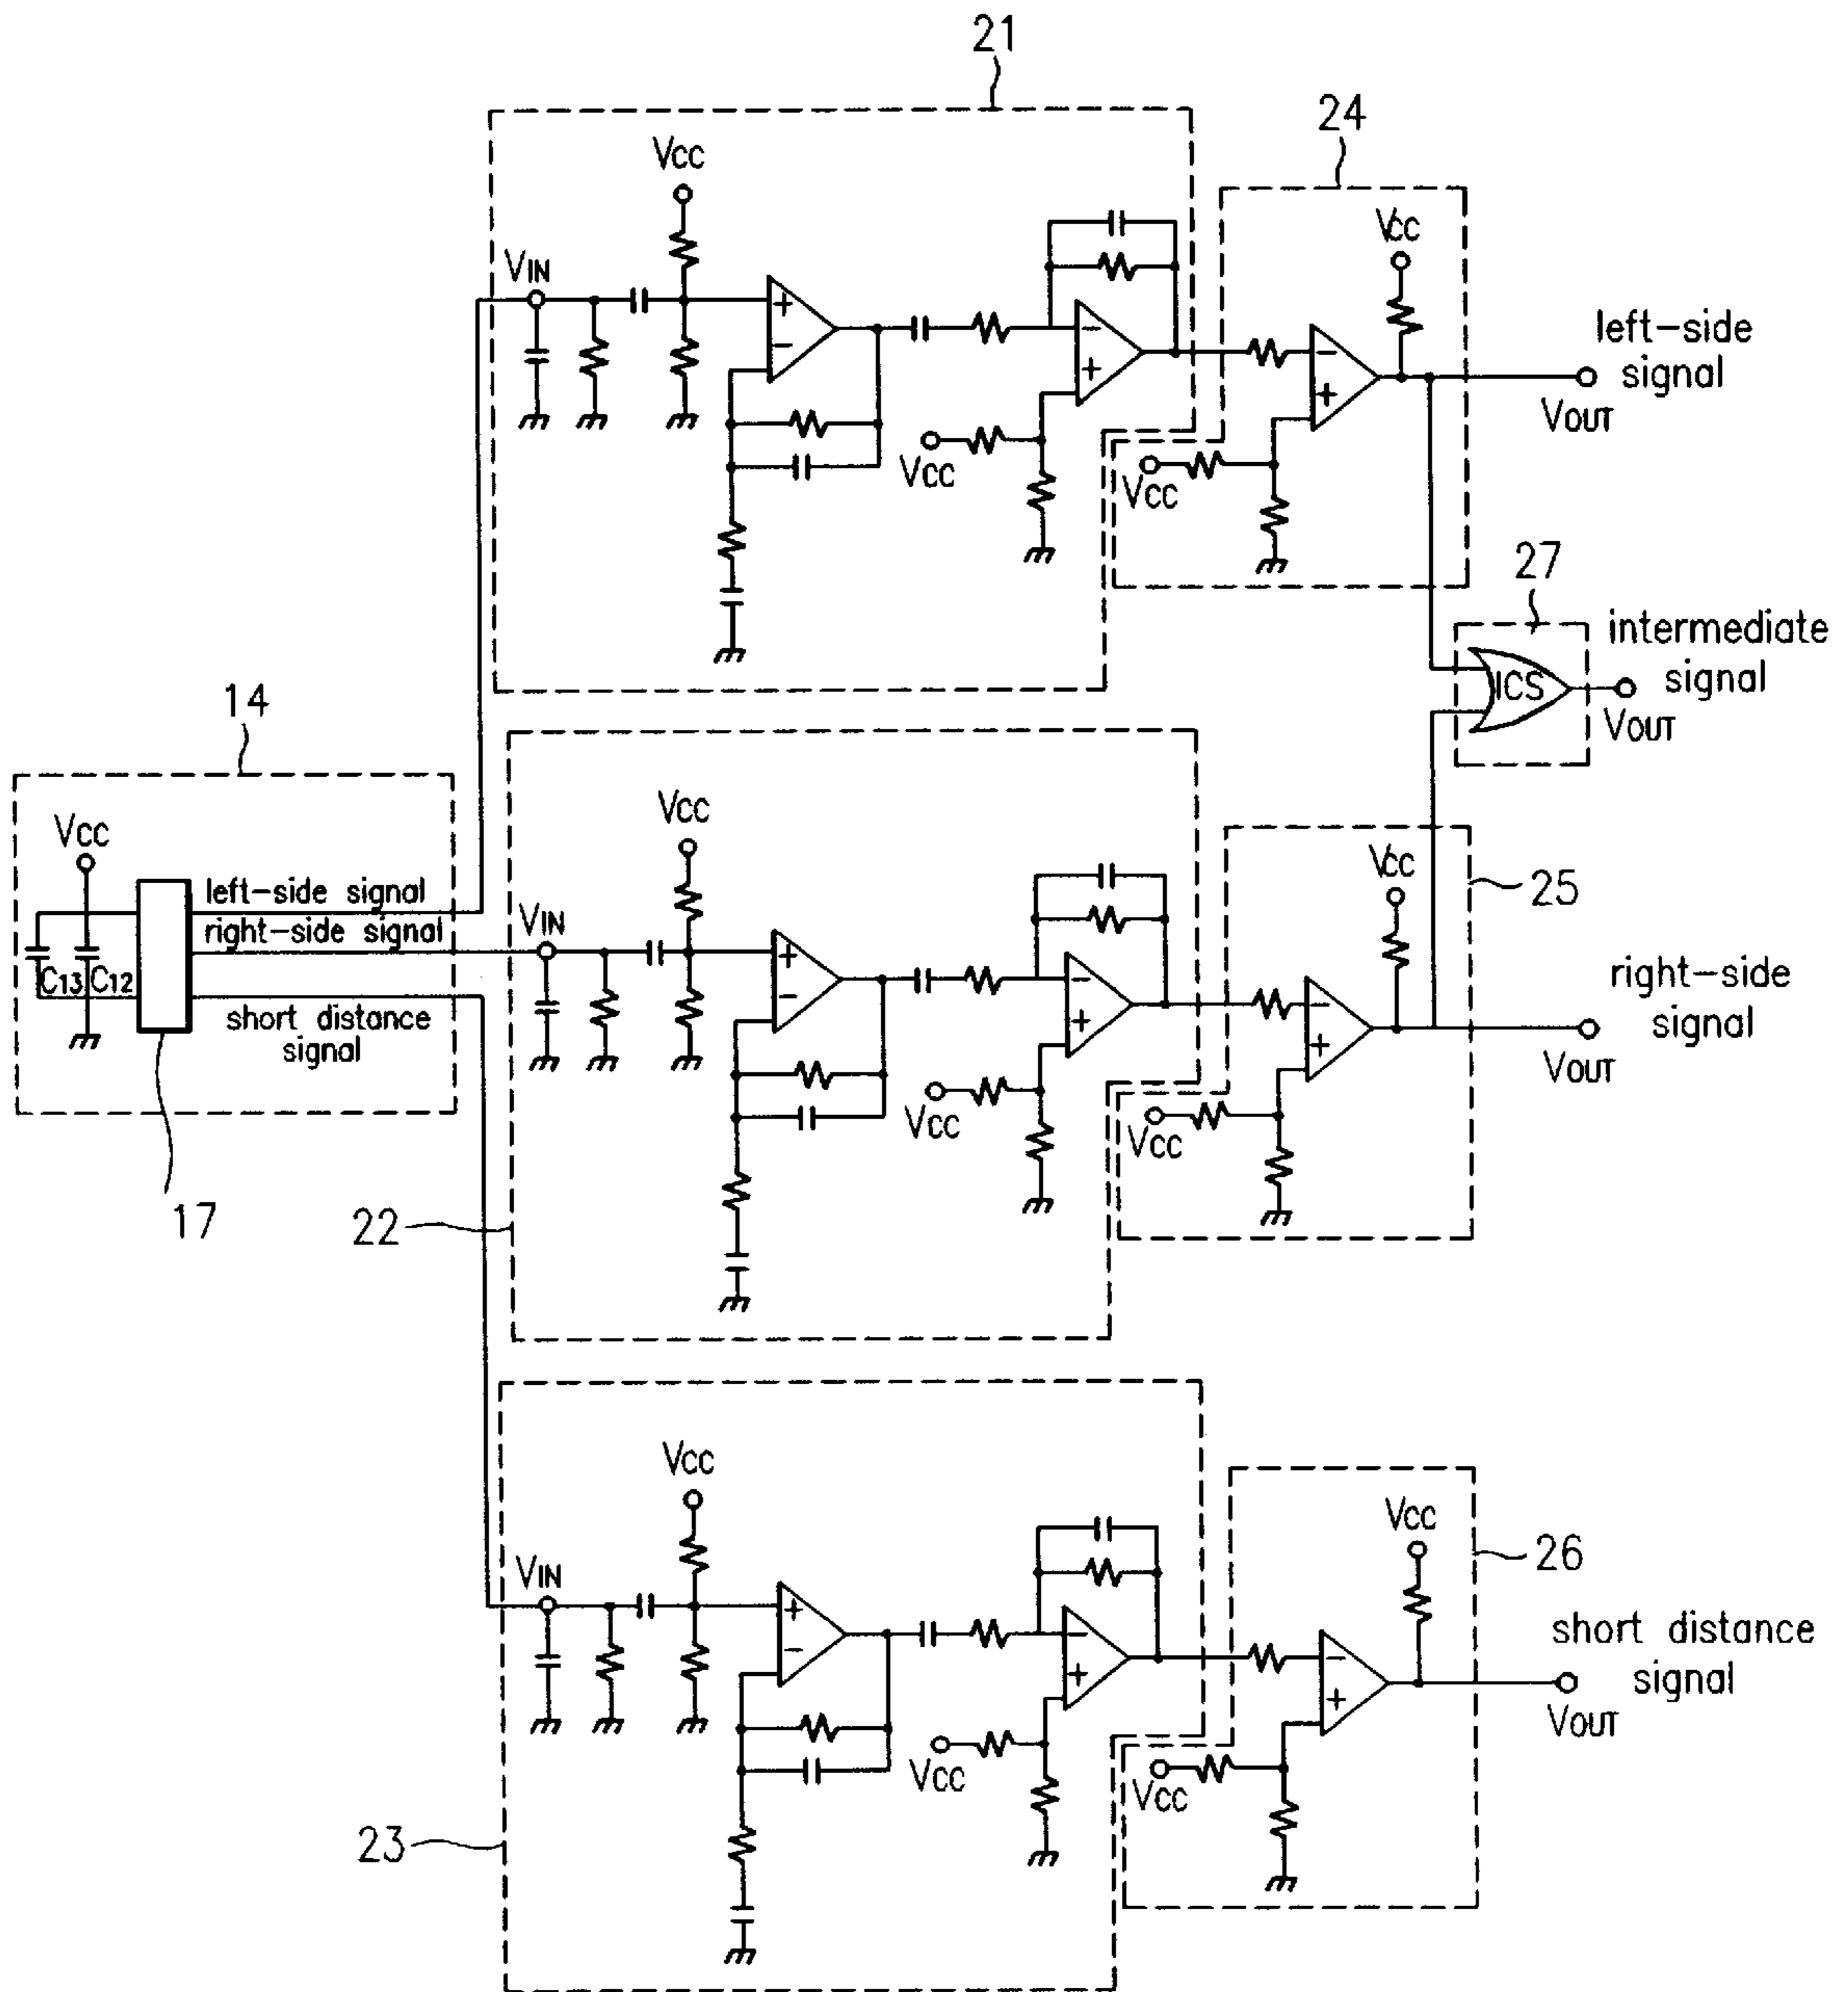 21
24
VCC
VCC
VIN
left-side
signal
VOUT
VCC
VCC
27
intermediate
signal
ICS
VOUT
14
VCC
VCC
VCC
25
left-side signal
right-side signal
VIN
C13
C12
short distance
signal
right-side
signal
VOUT
VCC
VCC
17
22
VCC
VCC
26
VIN
short distance
signal
VOUT
VCC
VCC
23
+
−
−
+
−
+
+
−
−
+
−
+
+
−
−
+
−
+